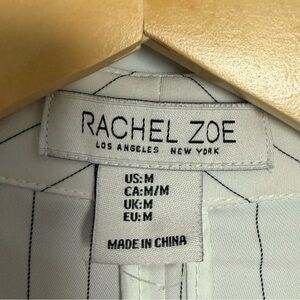 RACHEL ZOE
LOS ANGELES NEW YORK
US: M
CA: M/M
UK: M
EU: M
MADE IN CHINA